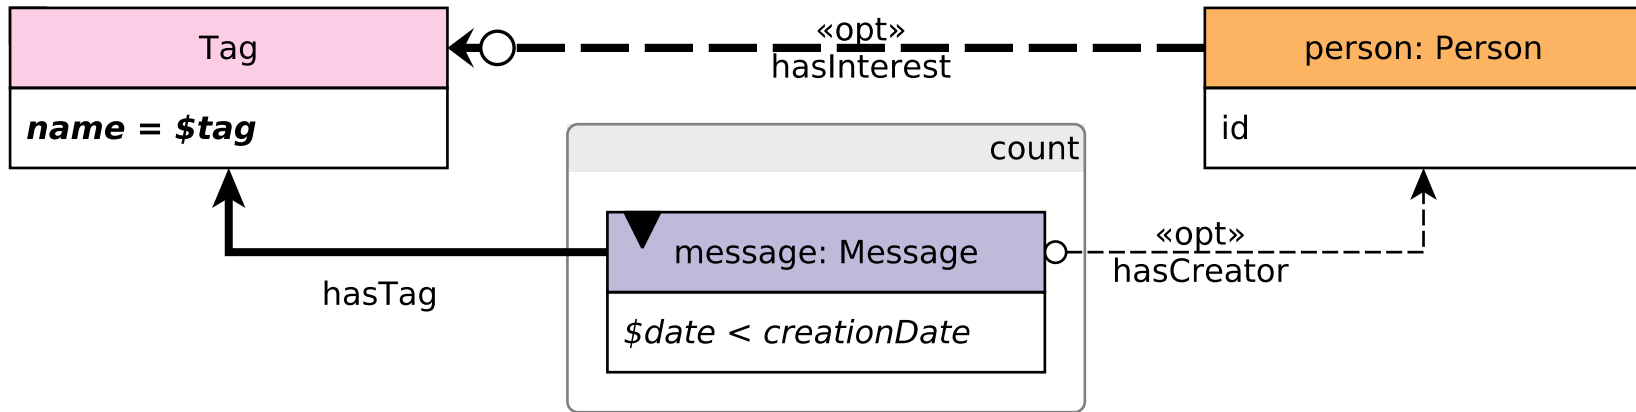 Tag
name = $tag
«opt»
hasInterest
person: Person
id
count
message: Message
$date < creationDate
hasTag
«opt»
hasCreator